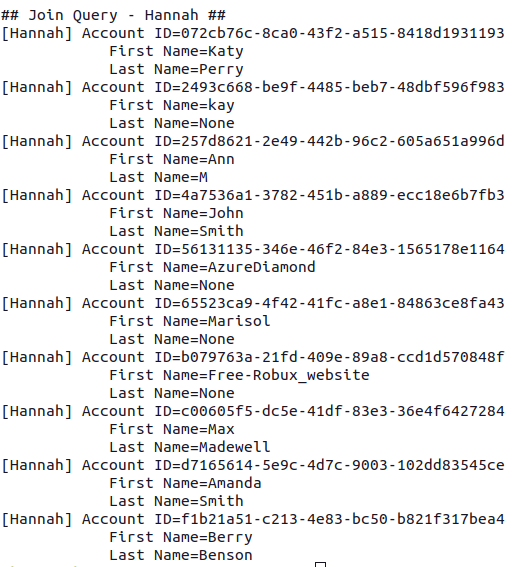 ## Join Query - Hannah ##
[Hannah] Account ID=072cb76c-8ca0-43f2-a515-8418d1931193
First Name=Katy
Last Name=Perry
[Hannah] Account ID=2493c668-be9f-4485-beb7-48dbf596f983
First Name=kay
Last Name=None
[Hannah] Account ID=257d8621-2e49-442b-96c2-605a651a996d
First Name=Ann
Last Name=M
[Hannah] Account ID=4a7536a1-3782-451b-a889-ecc18e6b7fb3
First Name=John
Last Name=Smith
[Hannah] Account ID=56131135-346e-46f2-84e3-1565178e1164
First Name=AzureDiamond
Last Name=None
[Hannah] Account ID=65523ca9-4f42-41fc-a8e1-84863ce8fa43
First Name=Marisol
Last Name=None
[Hannah] Account ID=b079763a-21fd-409e-89a8-ccd1d570848f
First Name=Free-Robux_website
Last Name=None
[Hannah] Account ID=c00605f5-dc5e-41df-83e3-36e4f6427284
First Name=Max
Last Name=Madewell
[Hannah] Account ID=d7165614-5e9c-4d7c-9003-102dd83545ce
First Name=Amanda
Last Name=Smith
[Hannah] Account ID=f1b21a51-c213-4e83-bc50-b821f317bea4
First Name=Berry
Last Name=Benson